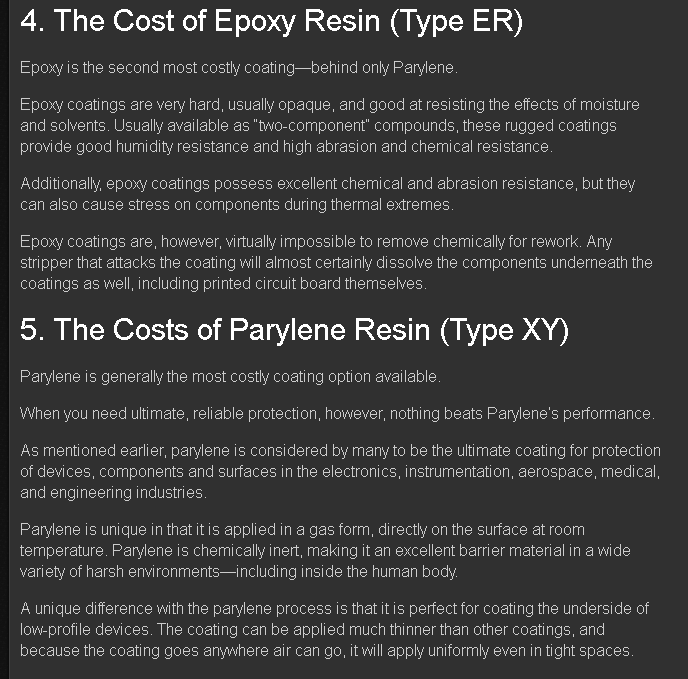 4. The Cost of Epoxy Resin (Type ER)
Epoxy is the second most costly coating—behind only Parylene.
Epoxy coatings are very hard, usually opaque, and good at resisting the effects of moisture
and solvents. Usually available as “two-component” compounds, these rugged coatings
provide good humidity resistance and high abrasion and chemical resistance.
Additionally, epoxy coatings possess excellent chemical and abrasion resistance, but they
can also cause stress on components during thermal extremes.
Epoxy coatings are, however, virtually impossible to remove chemically for rework. Any
stripper that attacks the coating will almost certainly dissolve the components underneath the
coatings as well, including printed circuit board themselves.
5. The Costs of Parylene Resin (Type XY)
Parylene is generally the most costly coating option available.
When you need ultimate, reliable protection, however, nothing beats Parylene’s performance.
As mentioned earlier, parylene is considered by many to be the ultimate coating for protection
of devices, components and surfaces in the electronics, instrumentation, aerospace, medical,
and engineering industries.
Parylene is unique in that it is applied in a gas form, directly on the surface at room
temperature. Parylene is chemically inert, making it an excellent barrier material in a wide
variety of harsh environments—including inside the human body.
A unique difference with the parylene process is that it is perfect for coating the underside of
low-profile devices. The coating can be applied much thinner than other coatings, and
because the coating goes anywhere air can go, it will apply uniformly even in tight spaces.